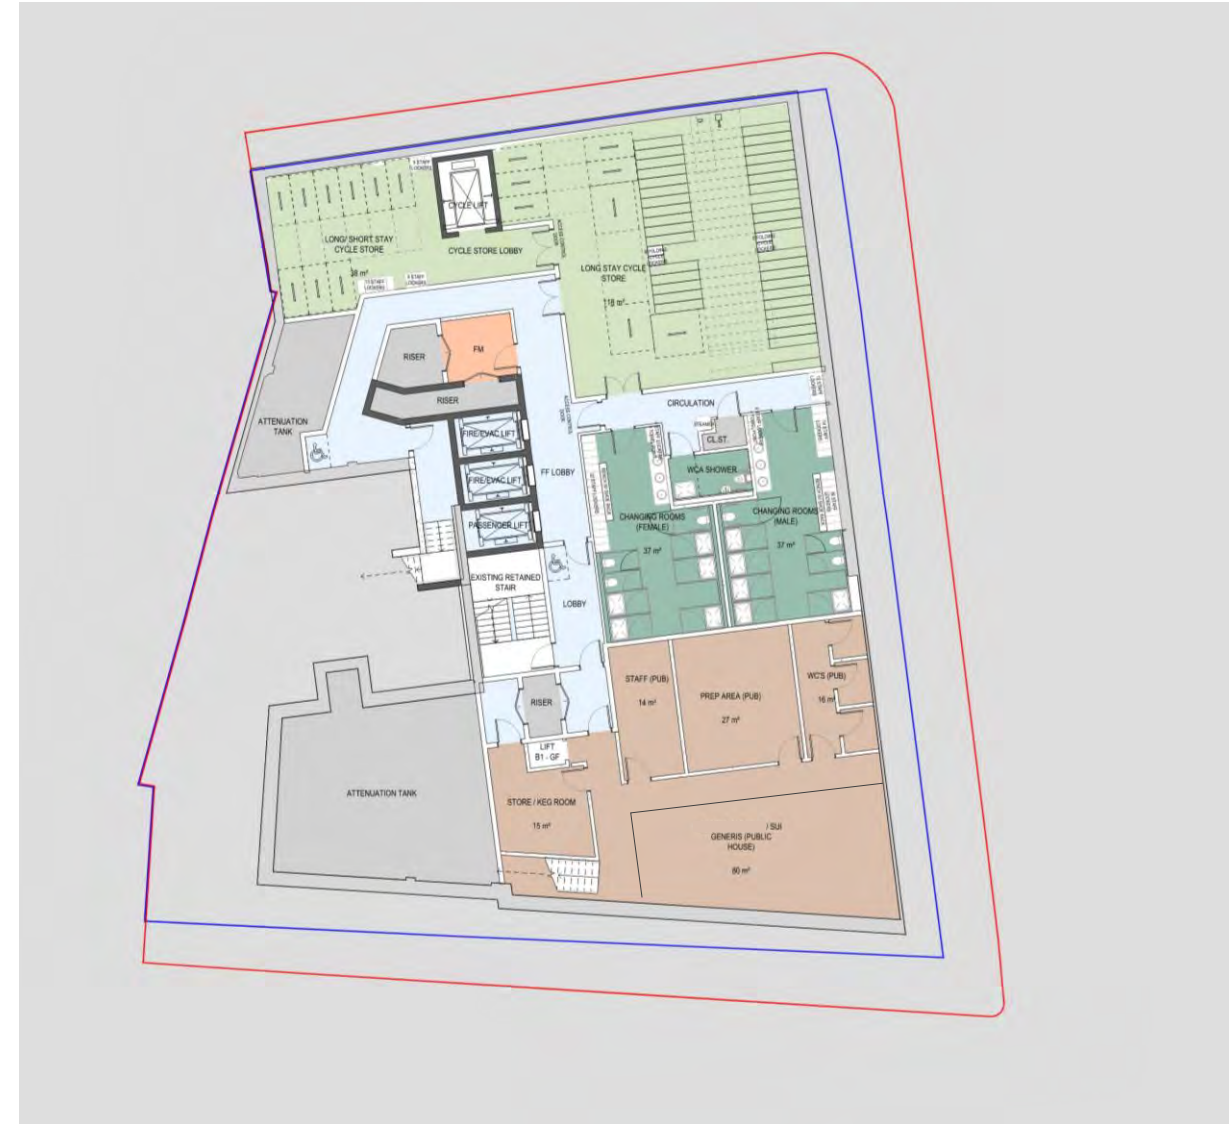 CYCLE LIFT
LONG/ SHORT STAY
CYCLE STORE
CYCLE STORE LOBBY
LONG STAY CYCLE
STORE
118 m²
RISER
FM
RISER
CIRCULATION
ATTENUATION
TANK
FIRE/EVAC LIFT
FF LOBBY
CL.ST.
WCA SHOWER
FIRE/EVAC LIFT
PASSENGER LIFT
CHANGING ROOMS
(FEMALE)
37 m²
CHANGING ROOMS
(MALE)
37 m²
EXISTING RETAINED
STAIR
LOBBY
STAFF (PUB)
14 m²
PREP AREA (PUB)
27 m²
WC'S (PUB)
16 m²
RISER
LIFT
B1 - GF
ATTENUATION TANK
STORE / KEG ROOM
15 m²
/ SUI
GENERIS (PUBLIC
HOUSE)